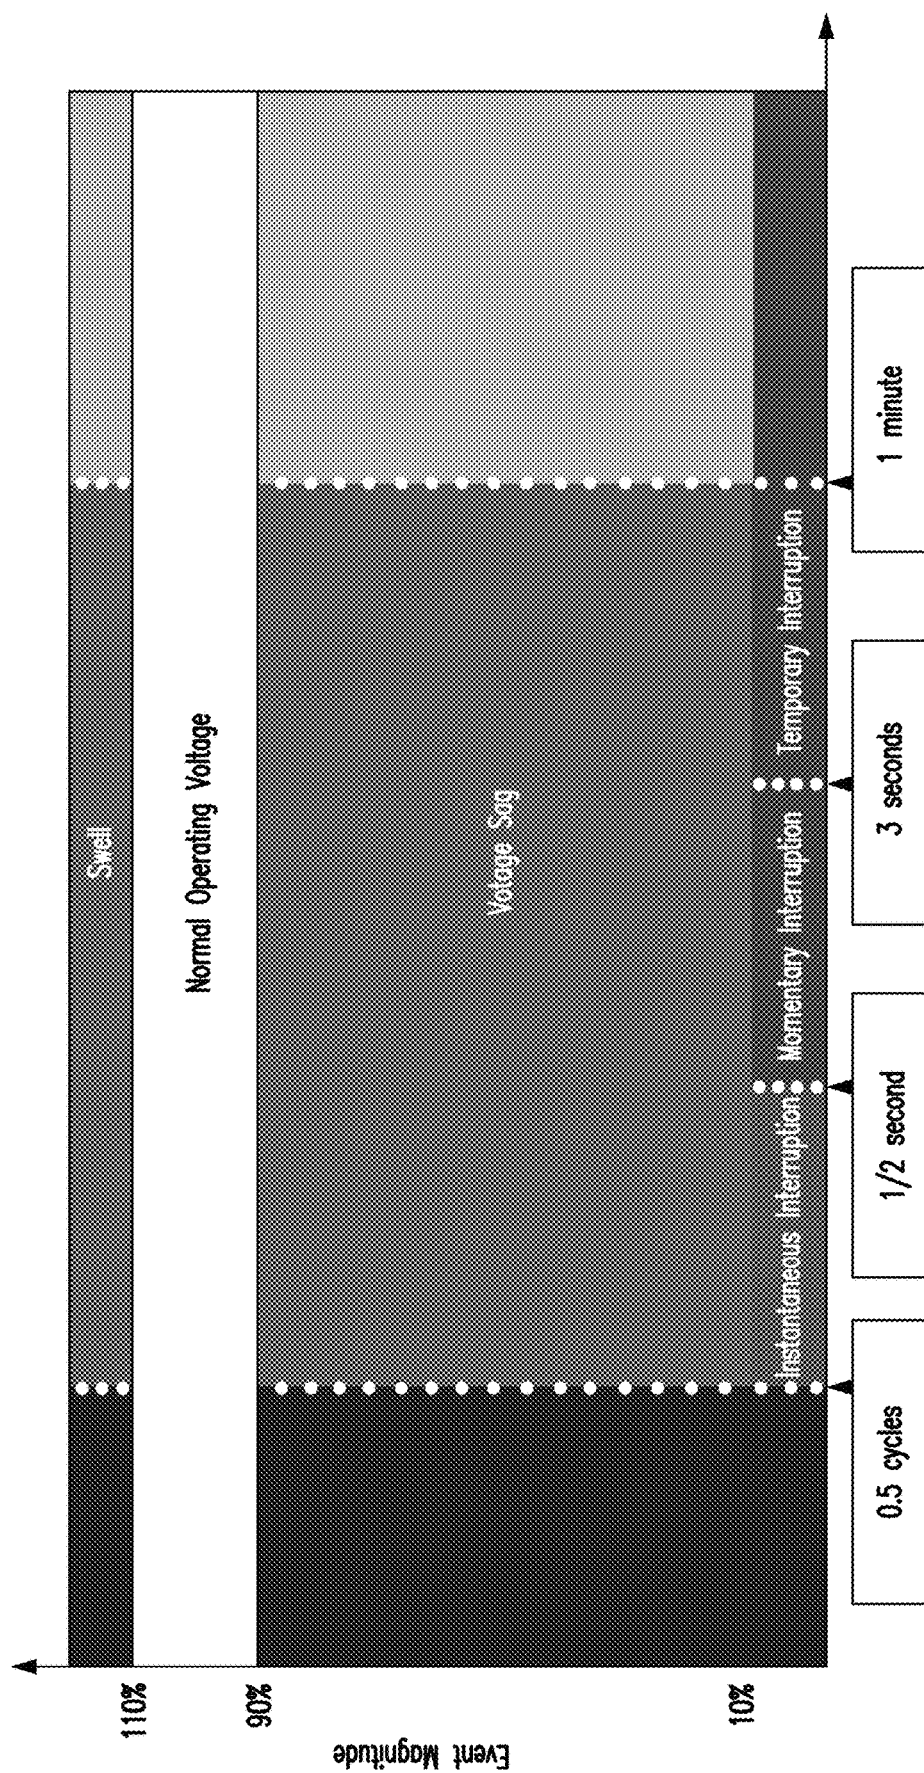 Event Magnitude
110%
90%
10%
Swell
Normal Operating Voltage
Votage Sag
Instantaneous Interruption
Momentary Interruption
Temporary Interruption
0.5 cycles
1/2 second
3 seconds
1 minute